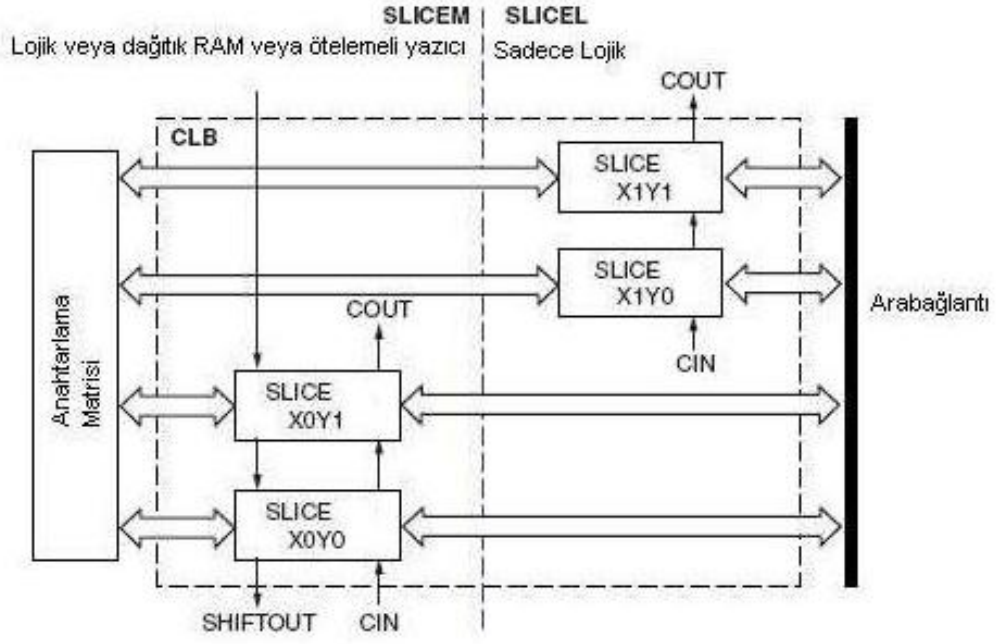 SLICEM
SLICEL
Lojik veya dağıtık RAM veya ötelemeli yazıcı
Sadece Lojik
COUT
CLB
SLICE
X1Y1
SLICE
X1Y0
COUT
CIN
Arabağlantı
Anahtarlama
Matrisi
SLICE
X0Y1
SLICE
X0Y0
SHIFTOUT
CIN